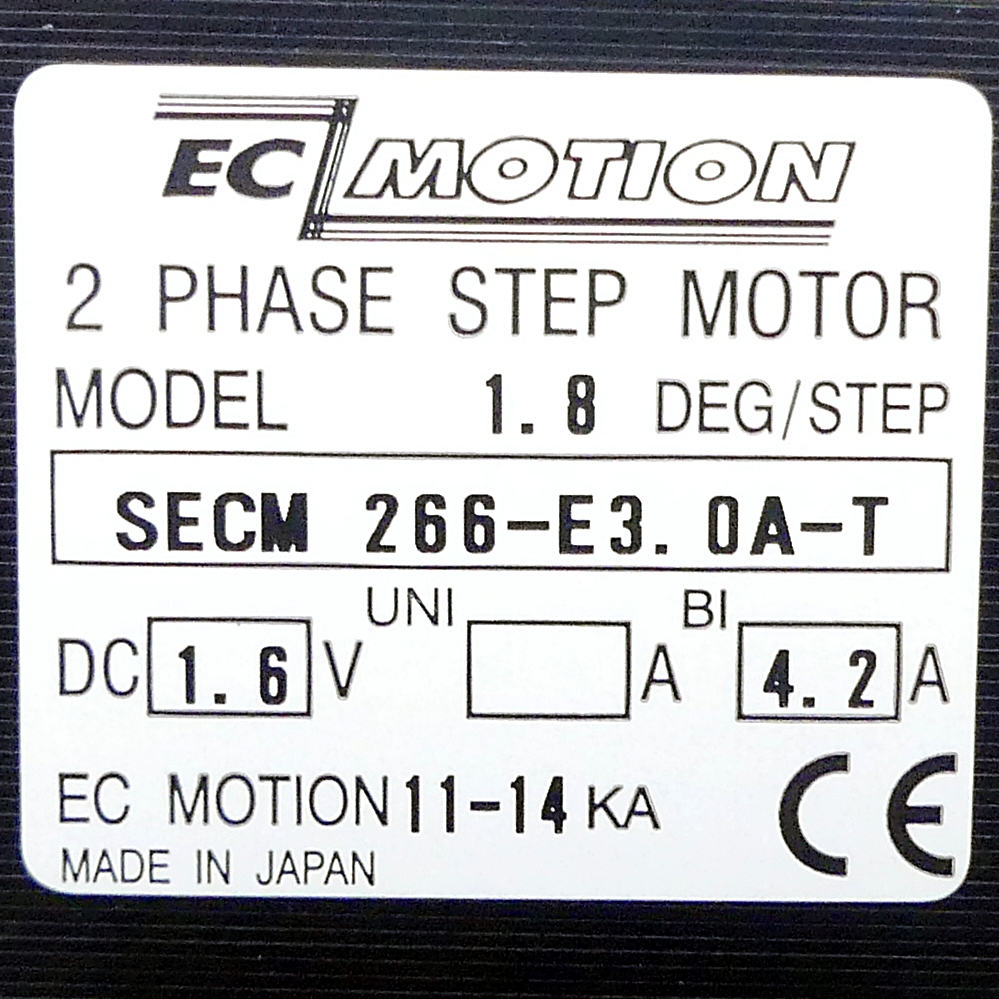 EC MOTION
2 PHASE STEP MOTOR
MODEL 1.8 DEG/STEP
SECM 266-E3.0A-T
UNI BI
DC 1.6 V A 4.2 A
EC MOTION 11-14 KA
MADE IN JAPAN
CE